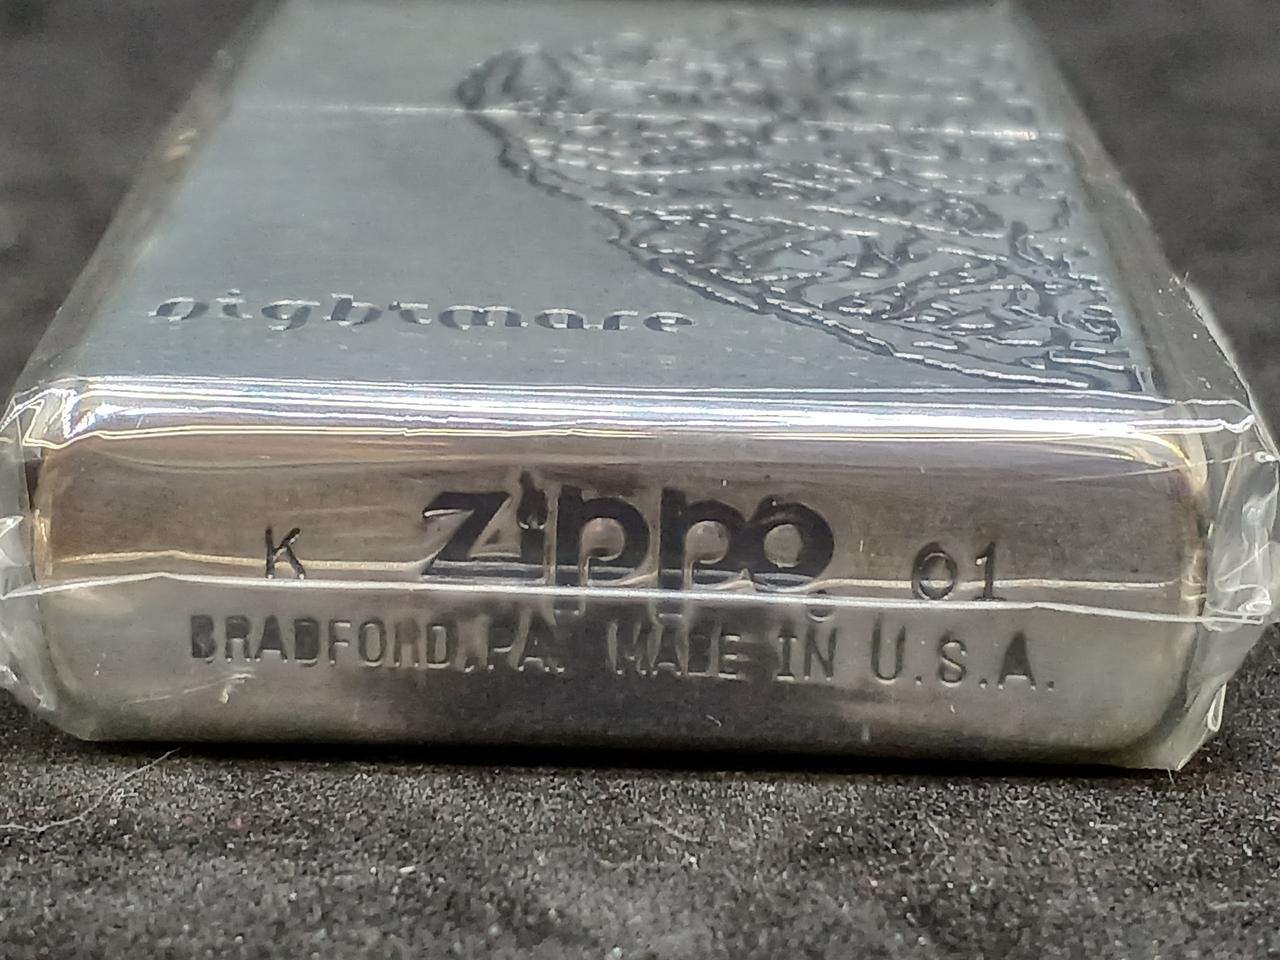 nightmare
K zippo 01
BRADFORD,PA. MADE IN U.S.A.